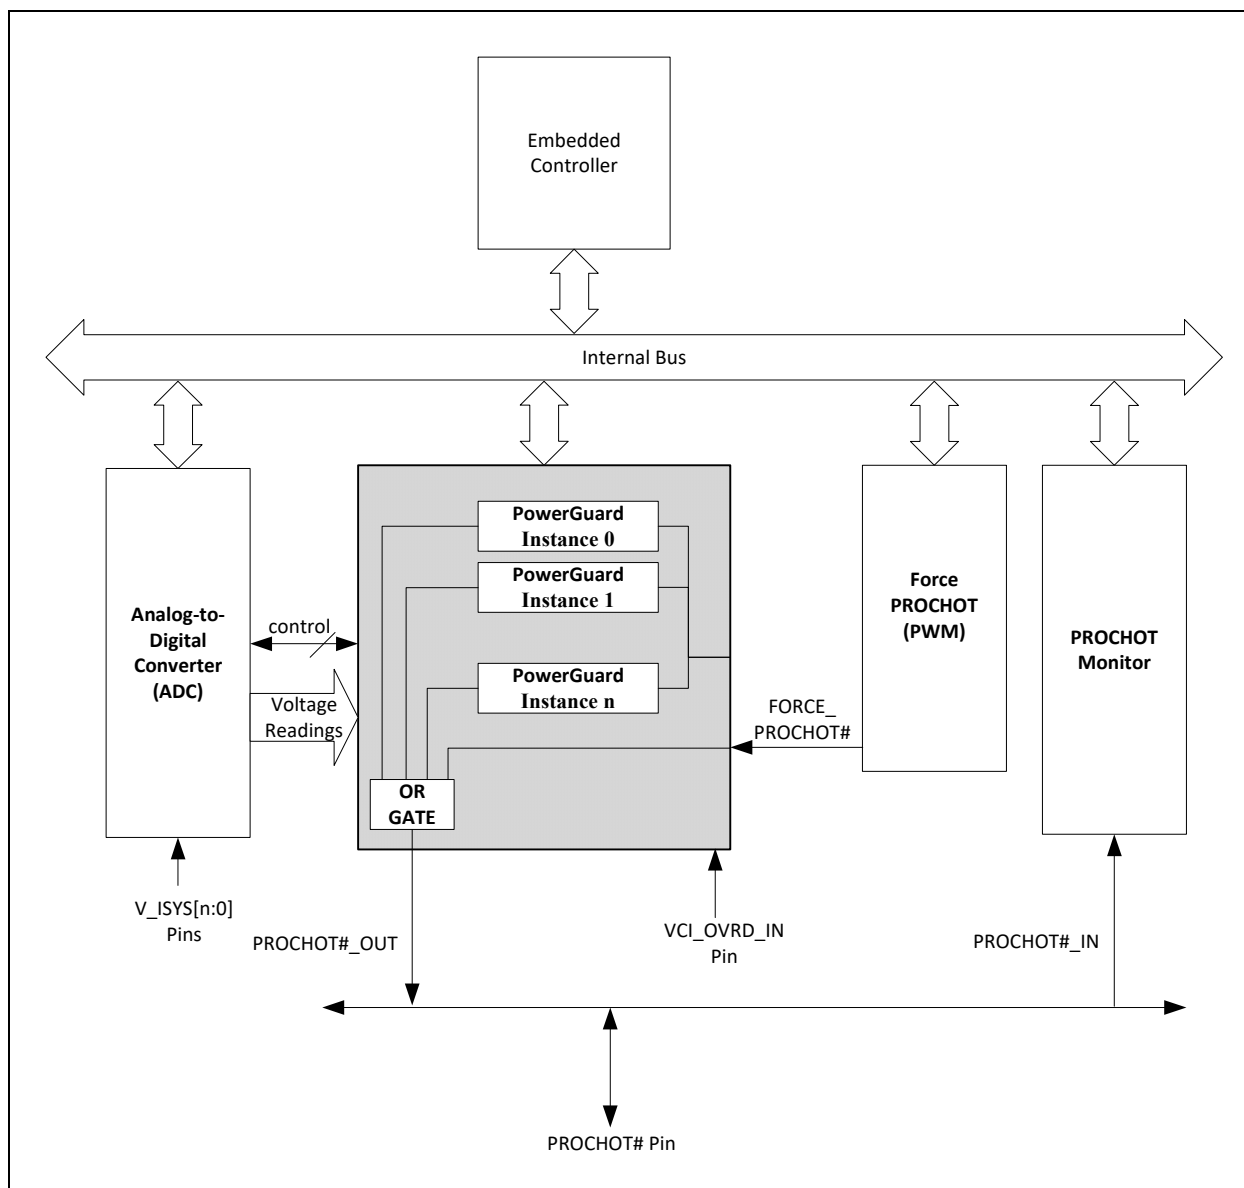 Embedded
Controller
Internal Bus
Analog-to-
Digital
Converter
(ADC)
control
Voltage
Readings
PowerGuard
Instance 0
PowerGuard
Instance 1
PowerGuard
Instance n
OR
GATE
FORCE_
PROCHOT#
Force
PROCHOT
(PWM)
PROCHOT
Monitor
V_ISYS[n:0]
Pins
PROCHOT#_OUT
VCI_OVRD_IN
Pin
PROCHOT#_IN
PROCHOT# Pin